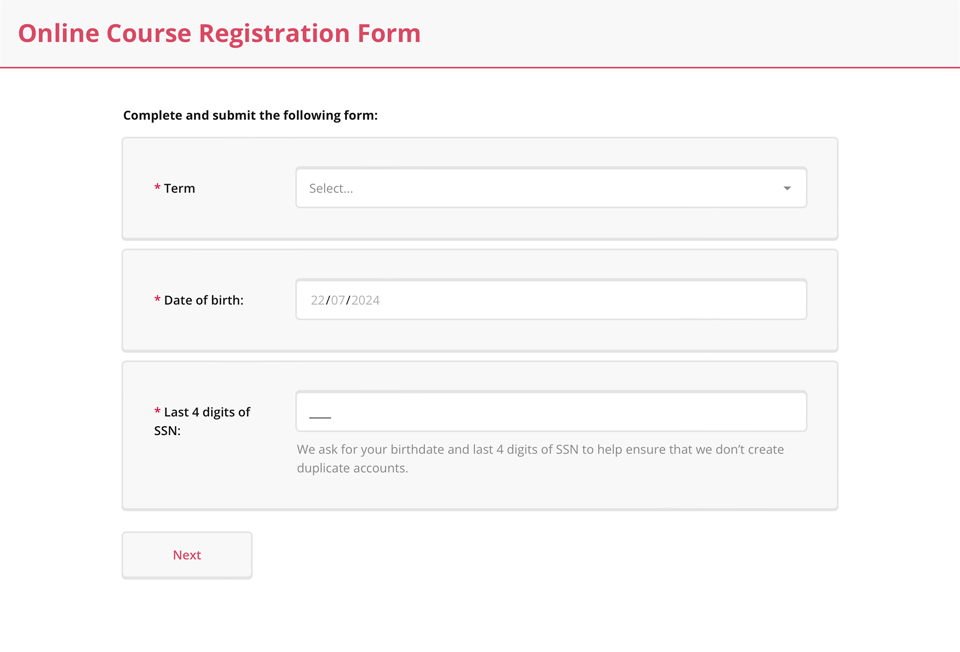 Online Course Registration Form
Complete and submit the following form:
* Term
Select...
* Date of birth:
22/07/2024
* Last 4 digits of
SSN:
____
We ask for your birthdate and last 4 digits of SSN to help ensure that we don’t create
duplicate accounts.
Next